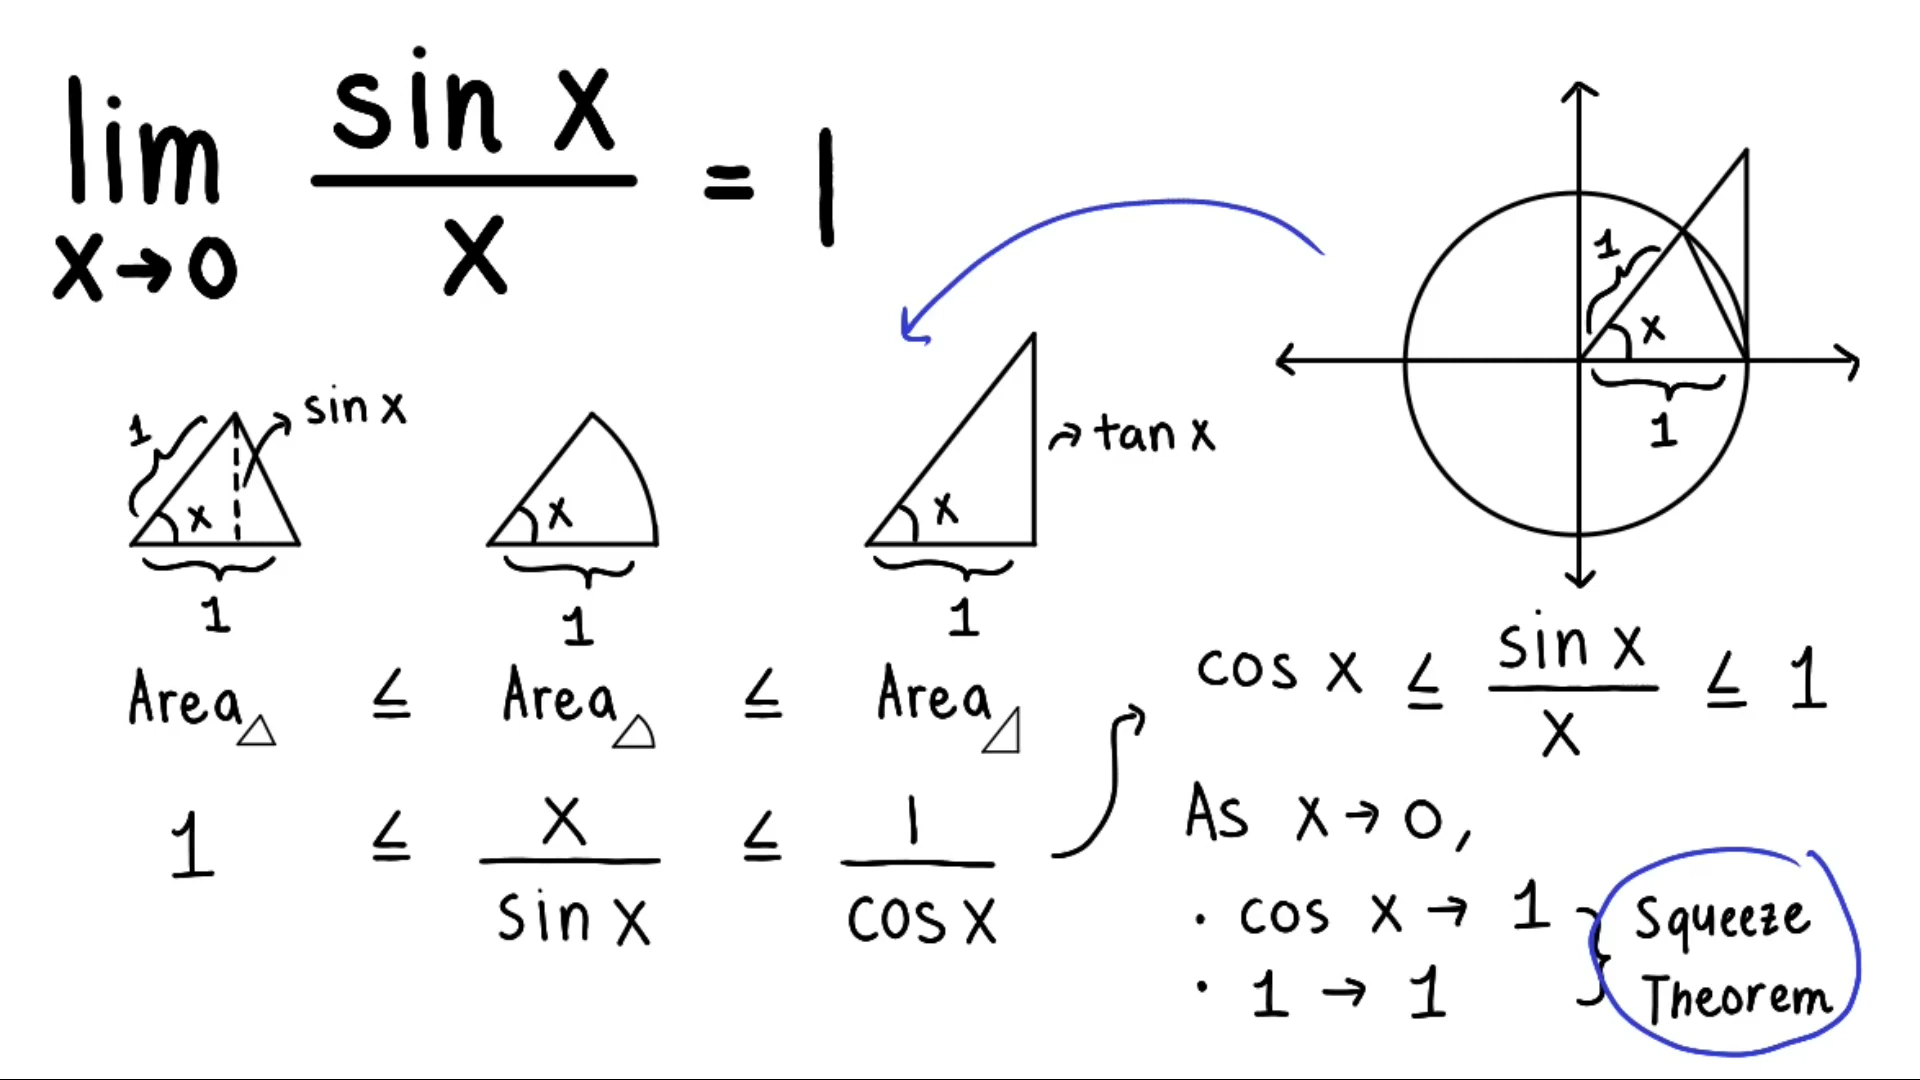 lim x→0 sin x / x = 1
1
x
1
1
sin x
x
1
x
1
x
tan x
1
Area△ ≤ Area ≤ Area◿
1 ≤ x / sin x ≤ 1 / cos x
cos x ≤ sin x / x ≤ 1
As x→0,
· cos x → 1
· 1 → 1
Squeeze
Theorem